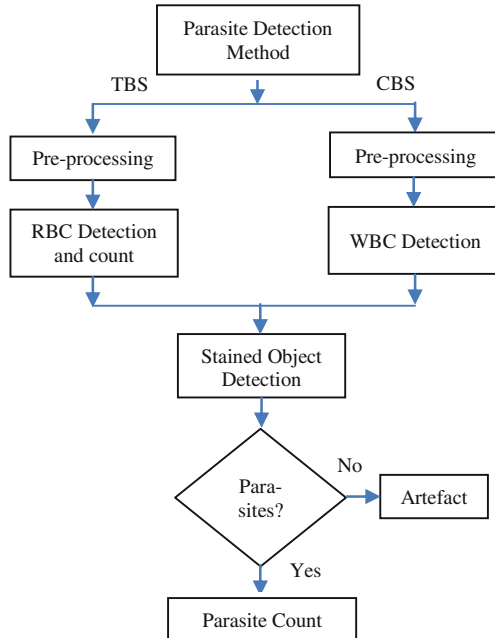 Parasite Detection
Method
TBS
CBS
Pre-processing
Pre-processing
RBC Detection
and count
WBC Detection
Stained Object
Detection
Para-
sites?
No
Artefact
Yes
Parasite Count